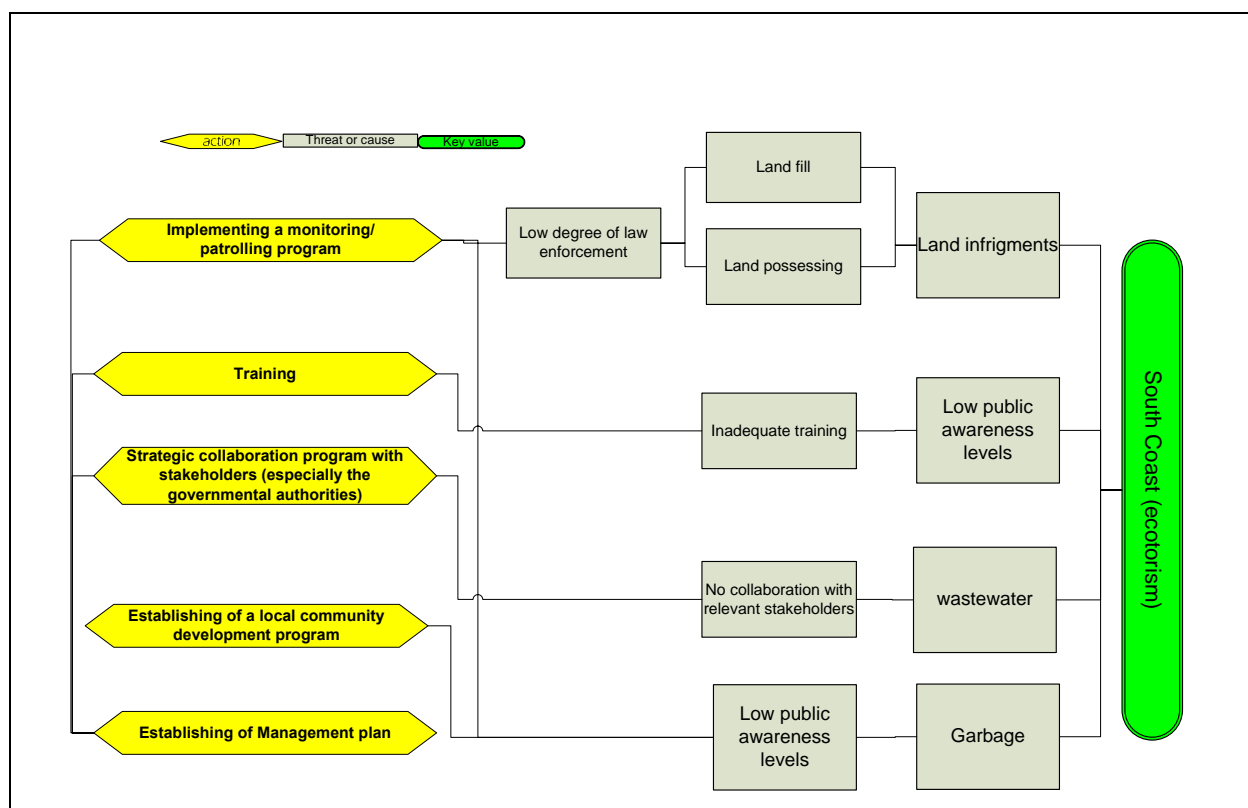 action
Threat or cause
Key value
Implementing a monitoring/
patrolling program
Low degree of law
enforcement
Land fill
Land possessing
Land infrigments
Training
Inadequate training
Low public
awareness
levels
Strategic collaboration program with
stakeholders (especially the
governmental authorities)
No collaboration with
relevant stakeholders
wastewater
Establishing of a local community
development program
Establishing of Management plan
Low public
awareness
levels
Garbage
South Coast (ecotorism)